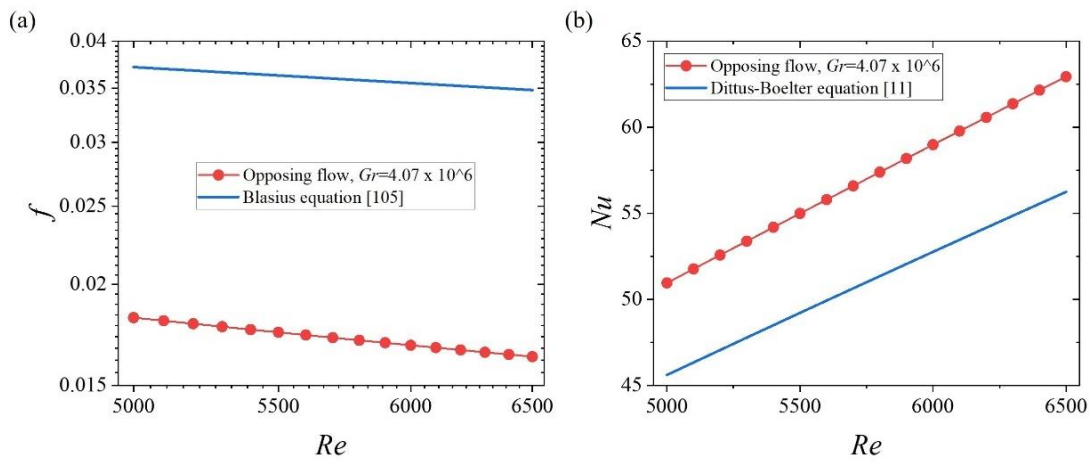 (a)
0.04
0.035
0.03
0.025
0.02
0.015
f
Opposing flow, Gr=4.07 x 10^6
Blasius equation [105]
5000
5500
6000
6500
Re
(b)
65
60
55
50
45
Nu
Opposing flow, Gr=4.07 x 10^6
Dittus-Boelter equation [11]
5000
5500
6000
6500
Re